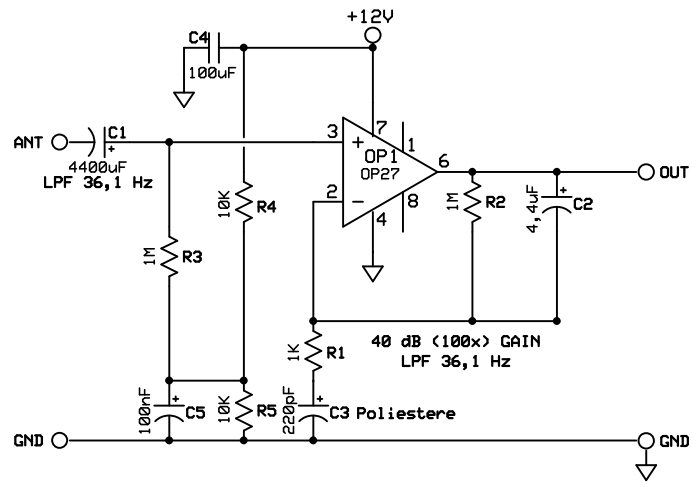 +12V
C4
100uF
ANT
C1
+
4400uF
LPF 36,1 Hz
3
+
7
1
OP1
OP27
6
OUT
2
−
4
8
10K
R4
1M
R2
4,4uF
+
C2
1M
R3
1K
R1
40 dB (100x) GAIN
LPF 36,1 Hz
100nF
+
C5
10K
R5
220pF
+
C3 Poliestere
GND
GND